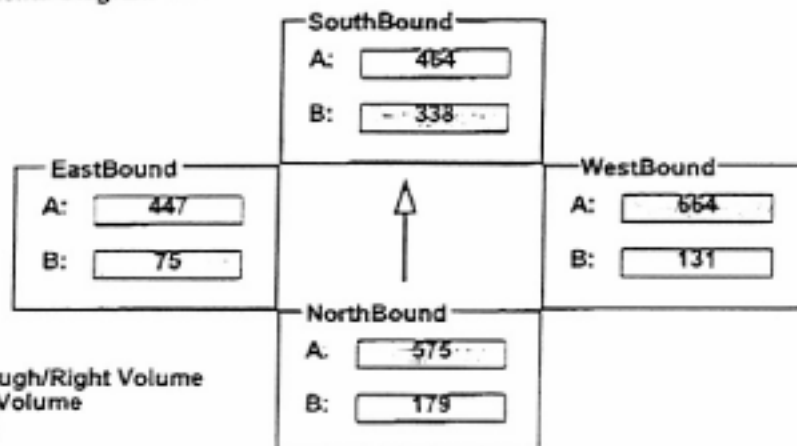 SouthBound
A: 464
B: 338
EastBound
A: 447
B: 75
WestBound
A: 664
B: 131
NorthBound
A: 575
B: 179
ugh/Right Volume
Volume